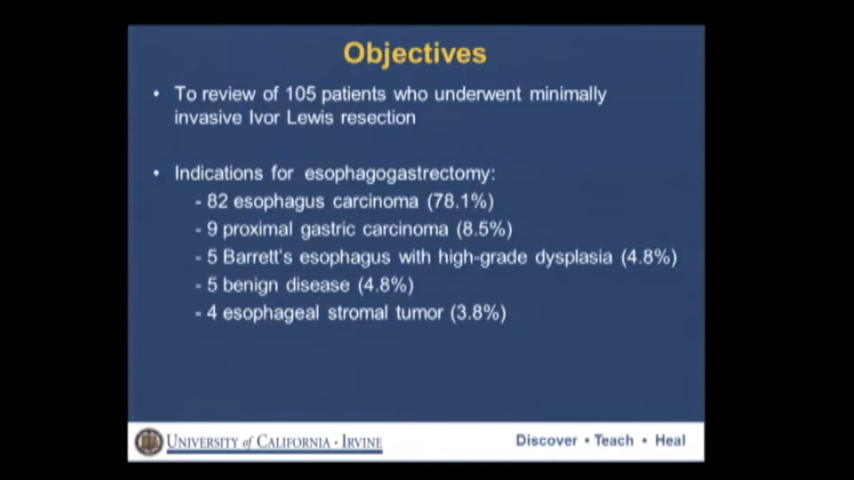 Objectives
• To review of 105 patients who underwent minimally
invasive Ivor Lewis resection
• Indications for esophagogastrectomy:
- 82 esophagus carcinoma (78.1%)
- 9 proximal gastric carcinoma (8.5%)
- 5 Barrett's esophagus with high-grade dysplasia (4.8%)
- 5 benign disease (4.8%)
- 4 esophageal stromal tumor (3.8%)
UNIVERSITY of CALIFORNIA · IRVINE
Discover • Teach • Heal